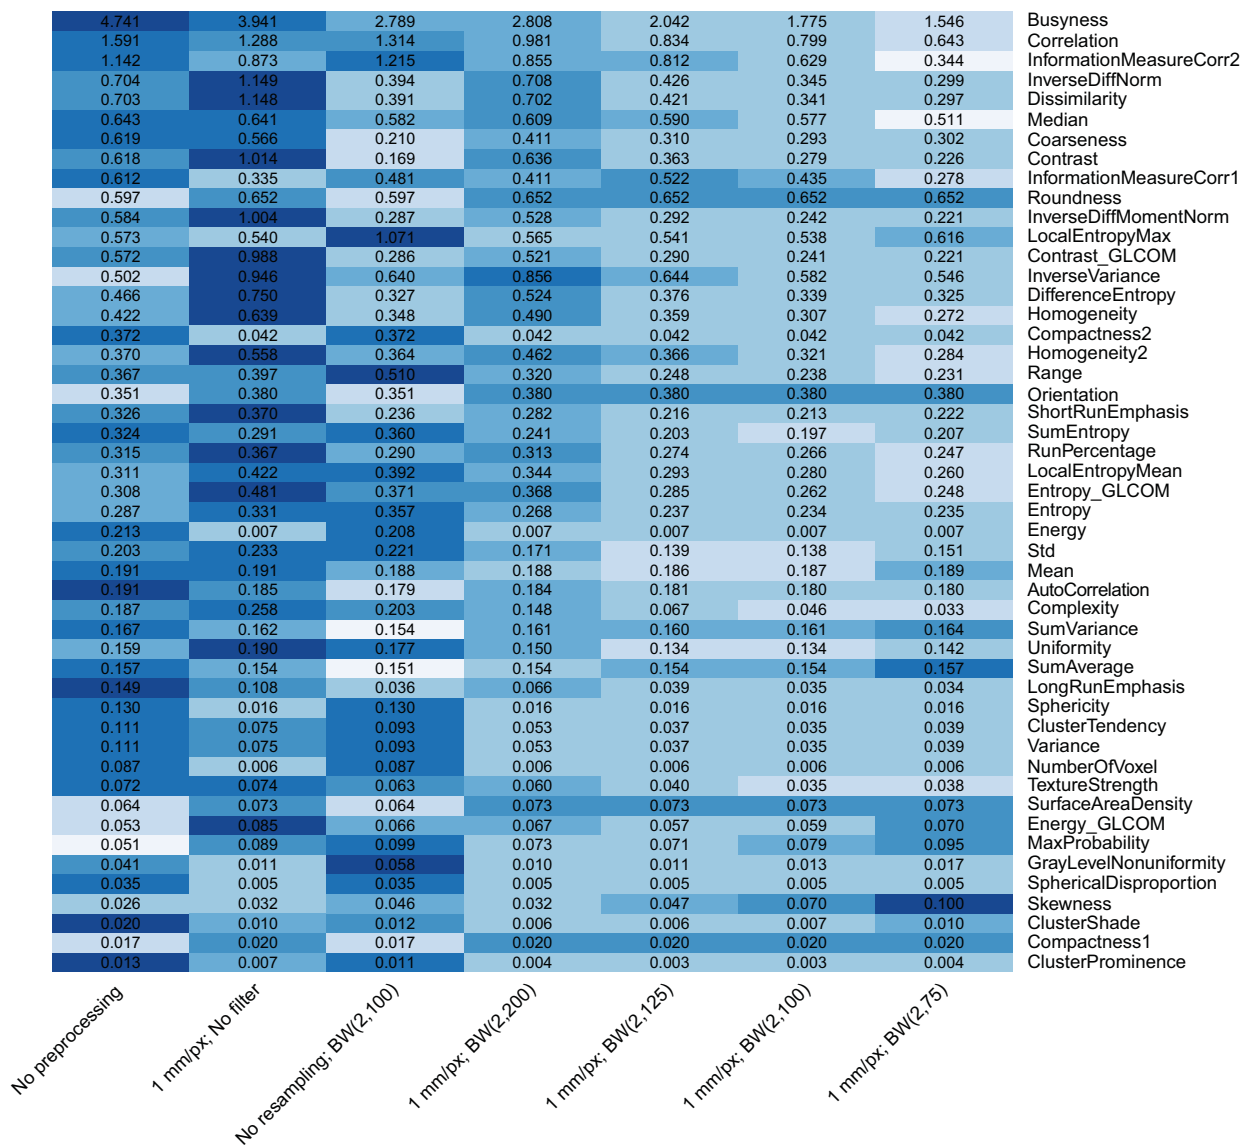 4.741 3.941 2.789 2.808 2.042 1.775 1.546 Busyness
1.591 1.288 1.314 0.981 0.834 0.799 0.643 Correlation
1.142 0.873 1.215 0.855 0.812 0.629 0.344 InformationMeasureCorr2
0.704 1.149 0.394 0.708 0.426 0.345 0.299 InverseDiffNorm
0.703 1.148 0.391 0.702 0.421 0.341 0.297 Dissimilarity
0.643 0.641 0.582 0.609 0.590 0.577 0.511 Median
0.619 0.566 0.210 0.411 0.310 0.293 0.302 Coarseness
0.618 1.014 0.169 0.636 0.363 0.279 0.226 Contrast
0.612 0.335 0.481 0.411 0.522 0.435 0.278 InformationMeasureCorr1
0.597 0.652 0.597 0.652 0.652 0.652 0.652 Roundness
0.584 1.004 0.287 0.528 0.292 0.242 0.221 InverseDiffMomentNorm
0.573 0.540 1.071 0.565 0.541 0.538 0.616 LocalEntropyMax
0.572 0.988 0.286 0.521 0.290 0.241 0.221 Contrast_GLCOM
0.502 0.946 0.640 0.856 0.644 0.582 0.546 InverseVariance
0.466 0.750 0.327 0.524 0.376 0.339 0.325 DifferenceEntropy
0.422 0.639 0.348 0.490 0.359 0.307 0.272 Homogeneity
0.372 0.042 0.372 0.042 0.042 0.042 0.042 Compactness2
0.370 0.558 0.364 0.462 0.366 0.321 0.284 Homogeneity2
0.367 0.397 0.510 0.320 0.248 0.238 0.231 Range
0.351 0.380 0.351 0.380 0.380 0.380 0.380 Orientation
0.326 0.370 0.236 0.282 0.216 0.213 0.222 ShortRunEmphasis
0.324 0.291 0.360 0.241 0.203 0.197 0.207 SumEntropy
0.315 0.367 0.290 0.313 0.274 0.266 0.247 RunPercentage
0.311 0.422 0.392 0.344 0.293 0.280 0.260 LocalEntropyMean
0.308 0.481 0.371 0.368 0.285 0.262 0.248 Entropy_GLCOM
0.287 0.331 0.357 0.268 0.237 0.234 0.235 Entropy
0.213 0.007 0.208 0.007 0.007 0.007 0.007 Energy
0.203 0.233 0.221 0.171 0.139 0.138 0.151 Std
0.191 0.191 0.188 0.188 0.186 0.187 0.189 Mean
0.191 0.185 0.179 0.184 0.181 0.180 0.180 AutoCorrelation
0.187 0.258 0.203 0.148 0.067 0.046 0.033 Complexity
0.167 0.162 0.154 0.161 0.160 0.161 0.164 SumVariance
0.159 0.190 0.177 0.150 0.134 0.134 0.142 Uniformity
0.157 0.154 0.151 0.154 0.154 0.154 0.157 SumAverage
0.149 0.108 0.036 0.066 0.039 0.035 0.034 LongRunEmphasis
0.130 0.016 0.130 0.016 0.016 0.016 0.016 Sphericity
0.111 0.075 0.093 0.053 0.037 0.035 0.039 ClusterTendency
0.111 0.075 0.093 0.053 0.037 0.035 0.039 Variance
0.087 0.006 0.087 0.006 0.006 0.006 0.006 NumberOfVoxel
0.072 0.074 0.063 0.060 0.040 0.035 0.038 TextureStrength
0.064 0.073 0.064 0.073 0.073 0.073 0.073 SurfaceAreaDensity
0.053 0.085 0.066 0.067 0.057 0.059 0.070 Energy_GLCOM
0.051 0.089 0.099 0.073 0.071 0.079 0.095 MaxProbability
0.041 0.011 0.058 0.010 0.011 0.013 0.017 GrayLevelNonuniformity
0.035 0.005 0.035 0.005 0.005 0.005 0.005 SphericalDisproportion
0.026 0.032 0.046 0.032 0.047 0.070 0.100 Skewness
0.020 0.010 0.012 0.006 0.006 0.007 0.010 ClusterShade
0.017 0.020 0.017 0.020 0.020 0.020 0.020 Compactness1
0.013 0.007 0.011 0.004 0.003 0.003 0.004 ClusterProminence
No preprocessing
1 mm/px; No filter
No resampling; BW(2,100)
1 mm/px; BW(2,200)
1 mm/px; BW(2,125)
1 mm/px; BW(2,100)
1 mm/px; BW(2,75)